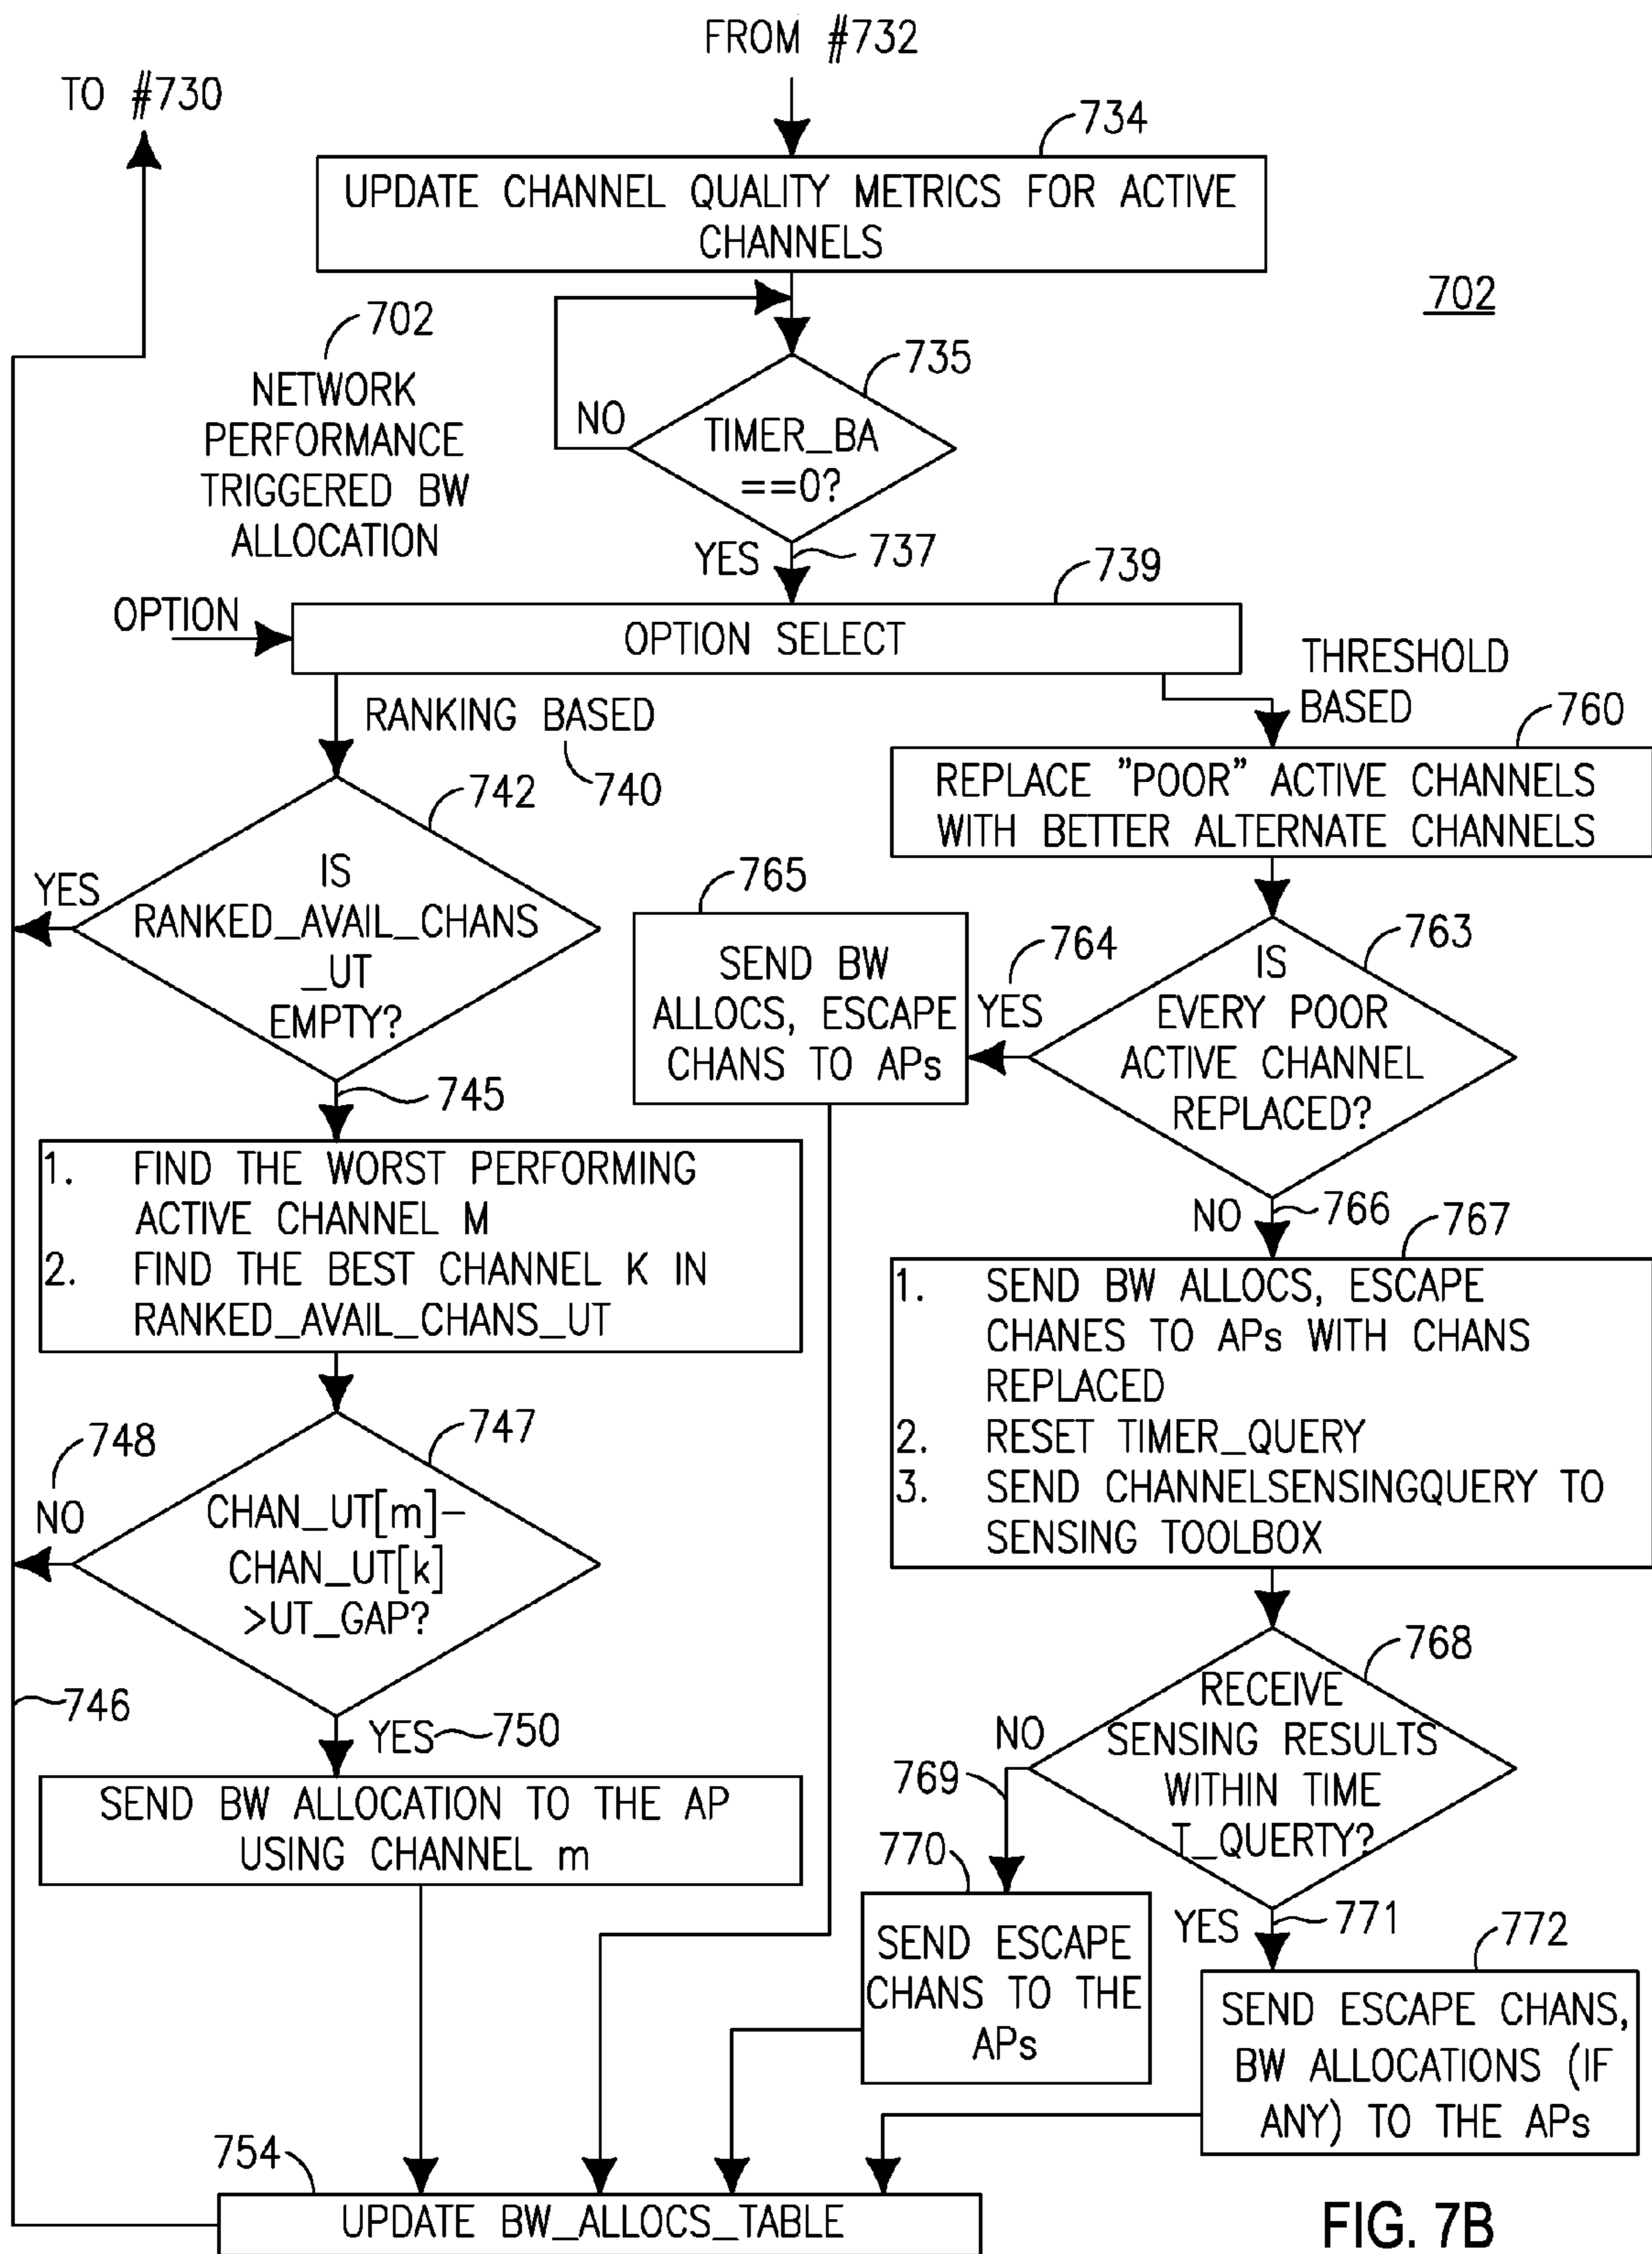 FROM #732
TO #730
734
UPDATE CHANNEL QUALITY METRICS FOR ACTIVE
CHANNELS
702
702
NETWORK
PERFORMANCE
TRIGGERED BW
ALLOCATION
735
NO
TIMER_BA
==0?
YES
737
739
OPTION
OPTION SELECT
RANKING BASED
740
THRESHOLD
BASED
760
742
IS
RANKED_AVAIL_CHANS
_UT
EMPTY?
YES
745
REPLACE "POOR" ACTIVE CHANNELS
WITH BETTER ALTERNATE CHANNELS
765
SEND BW
ALLOCS, ESCAPE
CHANS TO APs
764
YES
763
IS
EVERY POOR
ACTIVE CHANNEL
REPLACED?
NO
766
767
1. FIND THE WORST PERFORMING
ACTIVE CHANNEL M
2. FIND THE BEST CHANNEL K IN
RANKED_AVAIL_CHANS_UT
1. SEND BW ALLOCS, ESCAPE
CHANES TO APs WITH CHANS
REPLACED
2. RESET TIMER_QUERY
3. SEND CHANNELSENSINGQUERY TO
SENSING TOOLBOX
748
NO
747
CHAN_UT[m]-
CHAN_UT[k]
>UT_GAP?
746
YES
750
SEND BW ALLOCATION TO THE AP
USING CHANNEL m
768
RECEIVE
SENSING RESULTS
WITHIN TIME
T_QUERTY?
NO
769
770
SEND ESCAPE
CHANS TO THE
APs
YES
771
772
SEND ESCAPE CHANS,
BW ALLOCATIONS (IF
ANY) TO THE APs
754
UPDATE BW_ALLOCS_TABLE
FIG. 7B